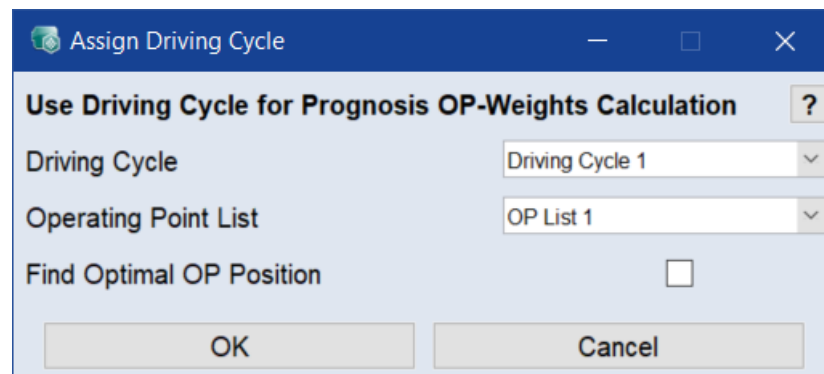 Assign Driving Cycle
Use Driving Cycle for Prognosis OP-Weights Calculation ?
Driving Cycle Driving Cycle 1
Operating Point List OP List 1
Find Optimal OP Position
OK Cancel